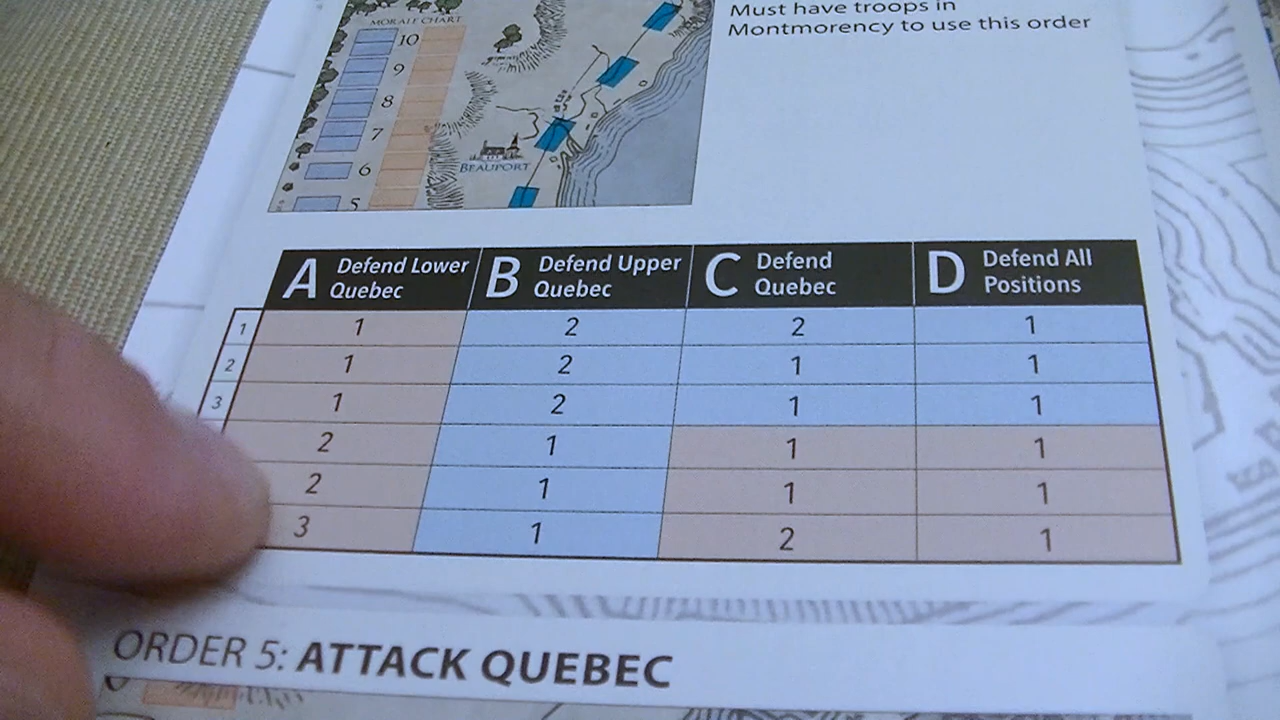 Must have troops in
Montmorency to use this order
MORALE CHART
10
9
8
7
6
5
BEAUPORT
A Defend Lower Quebec B Defend Upper Quebec C Defend Quebec D Defend All Positions
1 1 2 2 1
2 1 2 1 1
3 1 2 1 1
2 1 1 1
2 1 1 1
3 1 2 1
ORDER 5: ATTACK QUEBEC